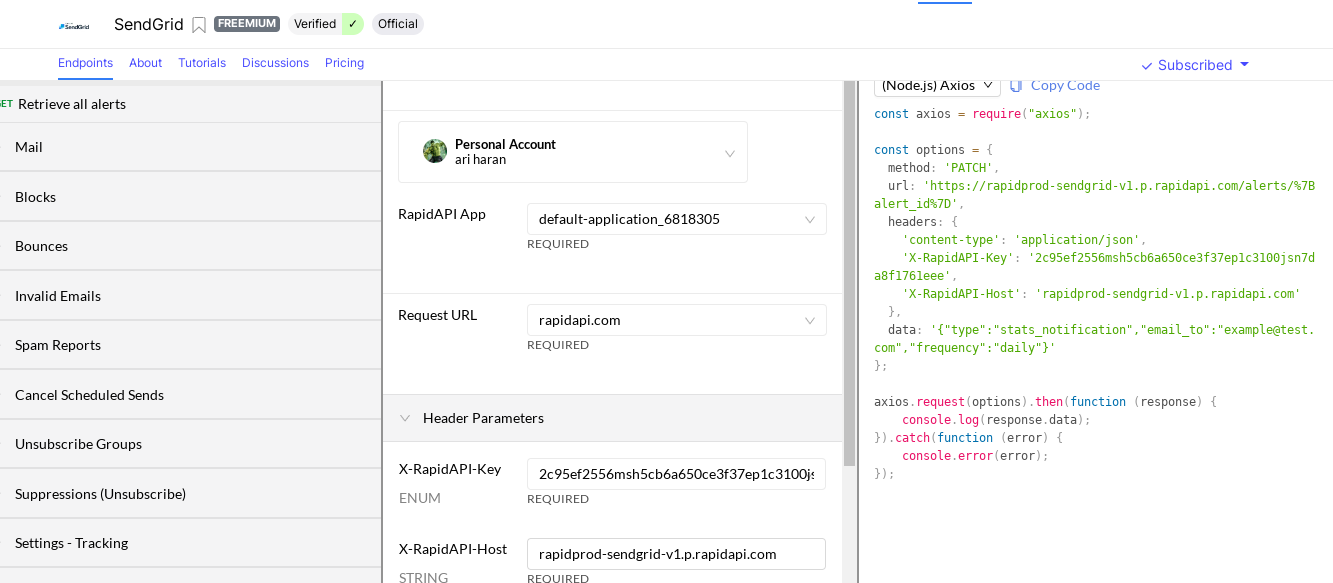 SendGrid
SendGrid FREEMIUM Verified ✓ Official
Endpoints About Tutorials Discussions Pricing
Subscribed
Retrieve all alerts
Mail
Blocks
Bounces
Invalid Emails
Spam Reports
Cancel Scheduled Sends
Unsubscribe Groups
Suppressions (Unsubscribe)
Settings - Tracking
Personal Account
ari haran
RapidAPI App
default-application_6818305
REQUIRED
Request URL
rapidapi.com
REQUIRED
Header Parameters
X-RapidAPI-Key
2c95ef2556msh5cb6a650ce3f37ep1c3100js
ENUM
REQUIRED
X-RapidAPI-Host
rapidprod-sendgrid-v1.p.rapidapi.com
STRING
REQUIRED
(Node.js) Axios Copy Code
const axios = require("axios");
const options = {
method: 'PATCH',
url: 'https://rapidprod-sendgrid-v1.p.rapidapi.com/alerts/%7B
alert_id%7D',
headers: {
'content-type': 'application/json',
'X-RapidAPI-Key': '2c95ef2556msh5cb6a650ce3f37ep1c3100jsn7d
a8f1761eee',
'X-RapidAPI-Host': 'rapidprod-sendgrid-v1.p.rapidapi.com'
},
data: '{"type":"stats_notification","email_to":"example@test.
com","frequency":"daily"}'
};
axios.request(options).then(function (response) {
console.log(response.data);
}).catch(function (error) {
console.error(error);
});